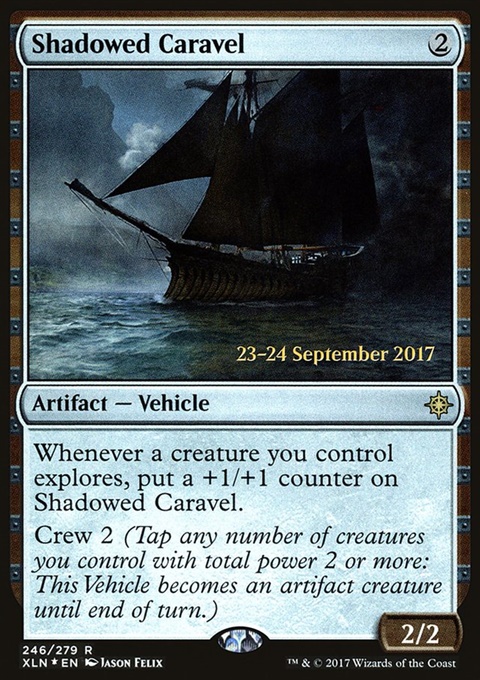 Shadowed Caravel 2
23–24 September 2017
Artifact — Vehicle
Whenever a creature you control
explores, put a +1/+1 counter on
Shadowed Caravel.
Crew 2 (Tap any number of creatures
you control with total power 2 or more:
This Vehicle becomes an artifact creature
until end of turn.)
2/2
246/279 R
XLN ★ EN Jason Felix
™ & © 2017 Wizards of the Coast